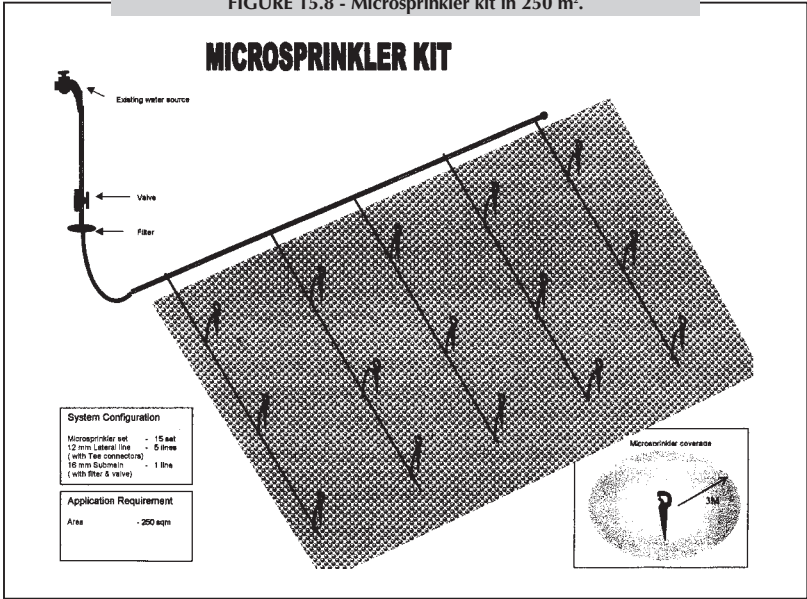 FIGURE 15.8 - Microsprinkler kit in 250 m².
MICROSPRINKLER KIT
Existing water source
Valve
Filter
System Configuration
Microsprinkler set - 15 set
12 mm Lateral line - 5 lines
(with Tee connectors)
16 mm Submain - 1 line
(with filter & valve)
Application Requirement
Area - 250 sqm
Microsprinkler coverage
3M